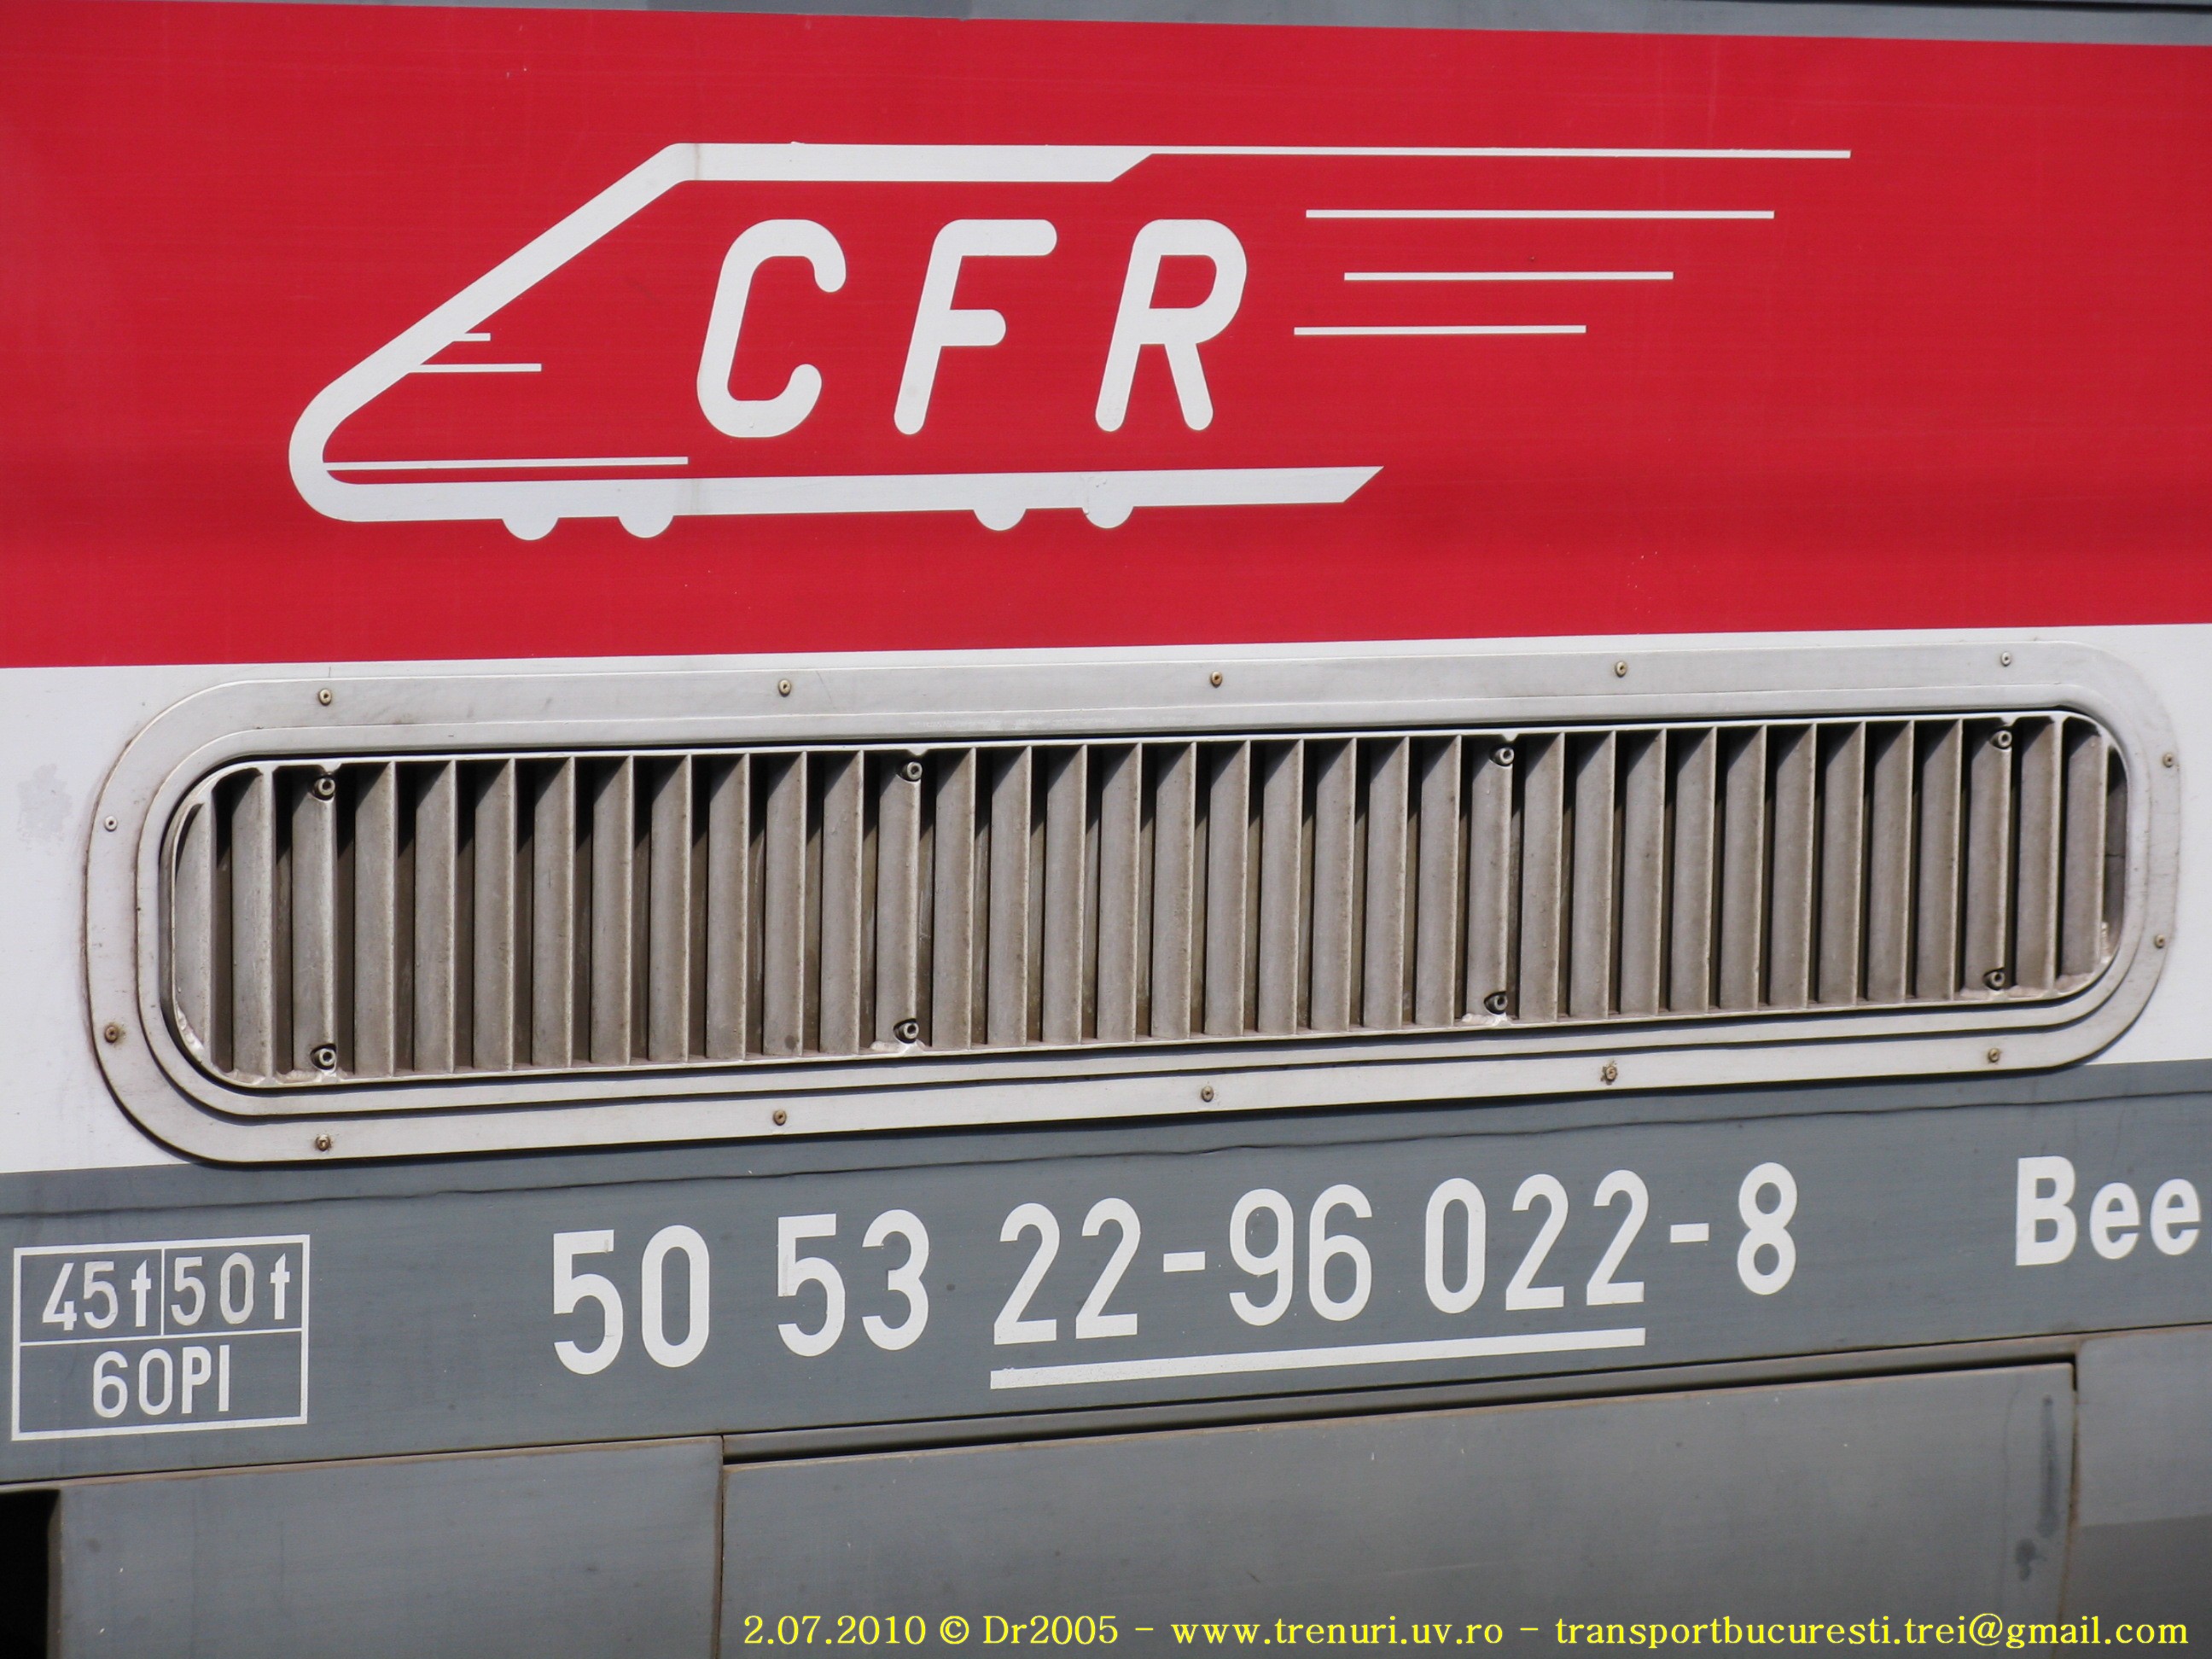 CFR
45t 50t
60Pl
50 53 22-96 022-8
Bee
2.07.2010 © Dr2005 - www.trenuri.uv.ro - transportbucuresti.trei@gmail.com